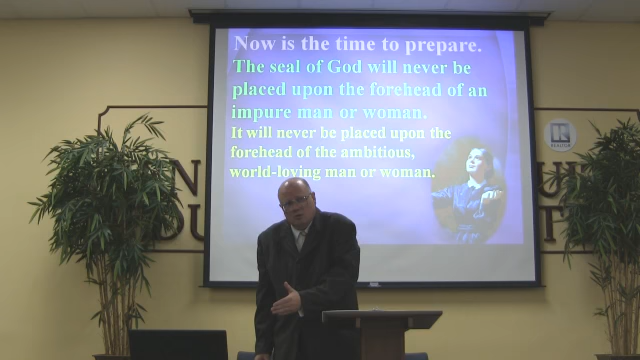 Now is the time to prepare.
The seal of God will never be
placed upon the forehead of an
impure man or woman.
It will never be placed upon the
forehead of the ambitious,
world-loving man or woman.
REALTOR